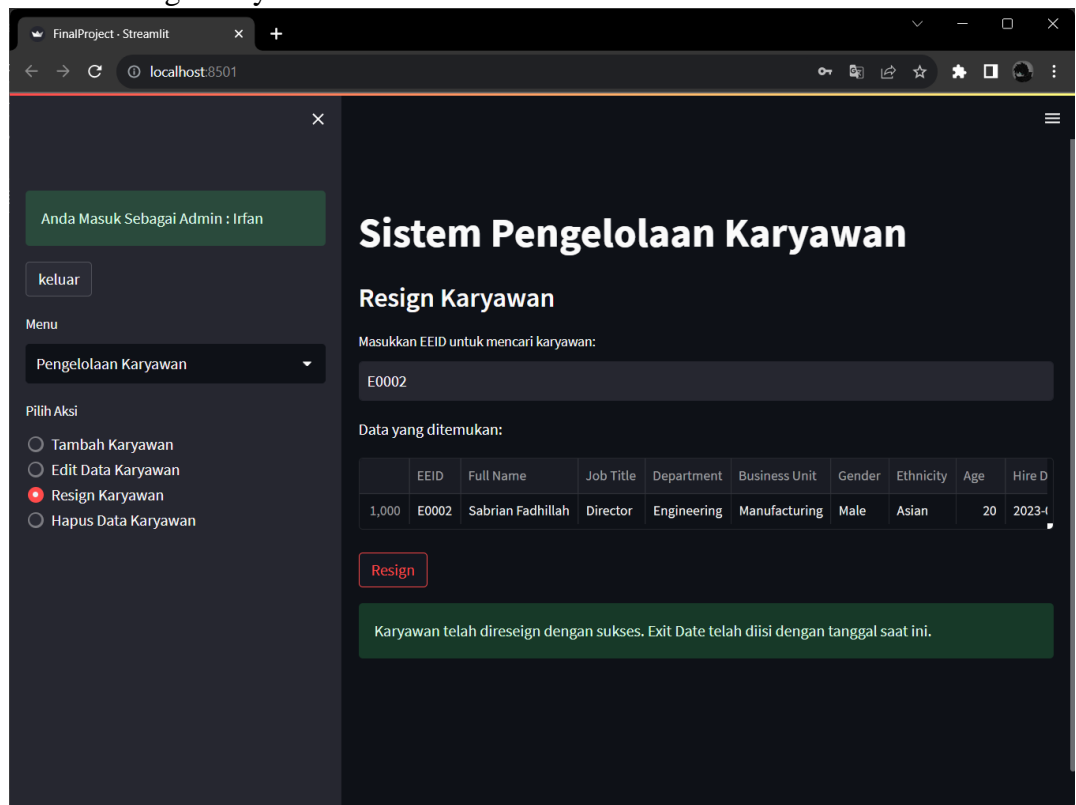 FinalProject · Streamlit
localhost:8501
Anda Masuk Sebagai Admin : Irfan
keluar
Menu
Pengelolaan Karyawan
Pilih Aksi
Tambah Karyawan
Edit Data Karyawan
Resign Karyawan
Hapus Data Karyawan
Sistem Pengelolaan Karyawan
Resign Karyawan
Masukkan EEID untuk mencari karyawan:
E0002
Data yang ditemukan:
EEID Full Name Job Title Department Business Unit Gender Ethnicity Age Hire D
1,000 E0002 Sabrian Fadhillah Director Engineering Manufacturing Male Asian 20 2023-
Resign
Karyawan telah direseign dengan sukses. Exit Date telah diisi dengan tanggal saat ini.